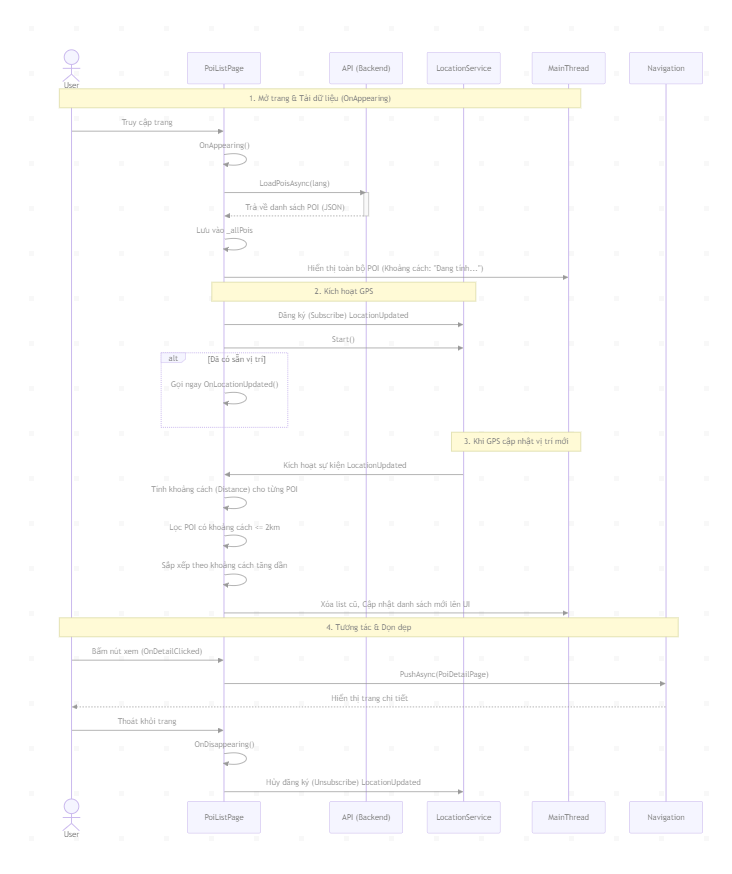 User
PoiListPage
API (Backend)
LocationService
MainThread
Navigation
1. Mở trang & Tải dữ liệu (OnAppearing)
Truy cập trang
OnAppearing()
LoadPoisAsync(lang)
Trả về danh sách POI (JSON)
Lưu vào _allPois
Hiển thị toàn bộ POI (Khoảng cách: "Đang tính...")
2. Kích hoạt GPS
Đăng ký (Subscribe) LocationUpdated
Start()
alt
[Đã có sẵn vị trí]
Gọi ngay OnLocationUpdated()
3. Khi GPS cập nhật vị trí mới
Kích hoạt sự kiện LocationUpdated
Tính khoảng cách (Distance) cho từng POI
Lọc POI có khoảng cách <= 2km
Sắp xếp theo khoảng cách tăng dần
Xóa list cũ, Cập nhật danh sách mới lên UI
4. Tương tác & Dọn dẹp
Bấm nút xem (OnDetailClicked)
PushAsync(PoiDetailPage)
Hiển thị trang chi tiết
Thoát khỏi trang
OnDisappearing()
Hủy đăng ký (Unsubscribe) LocationUpdated
User
PoiListPage
API (Backend)
LocationService
MainThread
Navigation